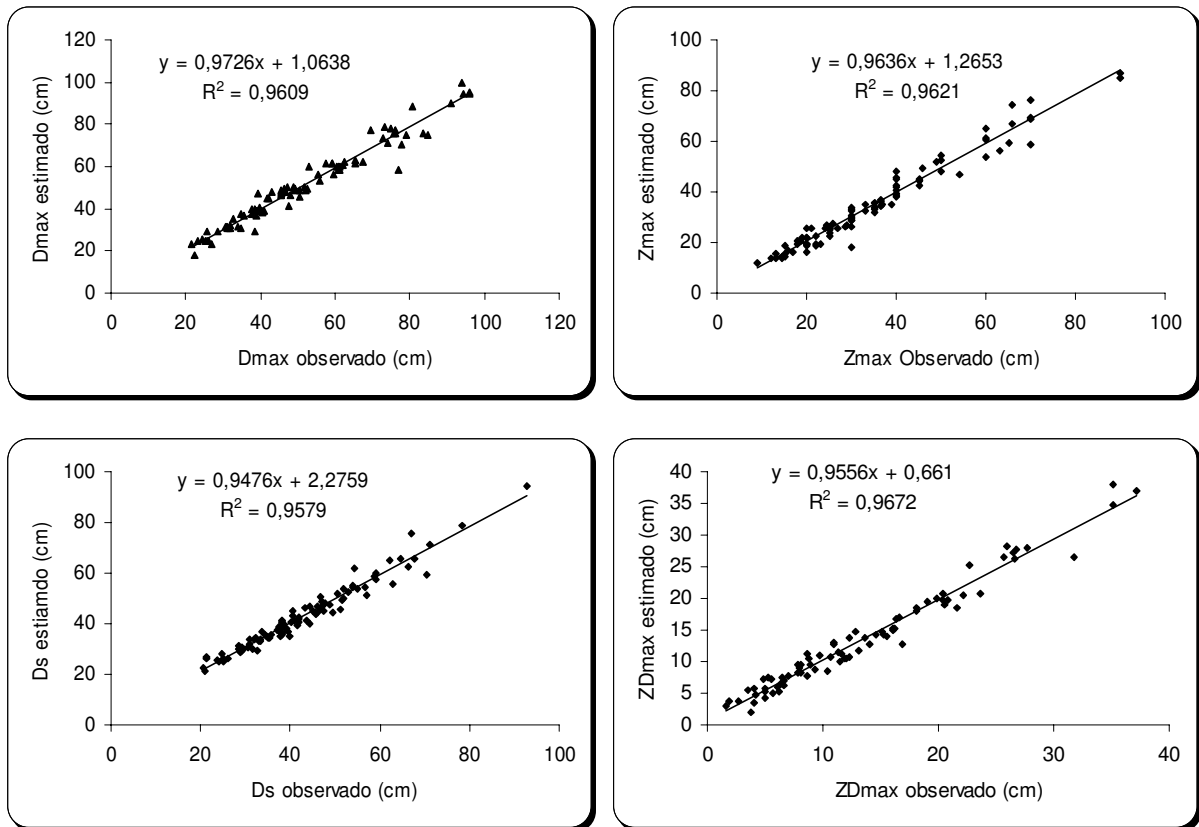 120
100
80
60
40
20
0
Dmax estimado (cm)
y = 0,9726x + 1,0638
R² = 0,9609
0 20 40 60 80 100 120
Dmax observado (cm)
100
80
60
40
20
0
Zmax estimado (cm)
y = 0,9636x + 1,2653
R² = 0,9621
0 20 40 60 80 100
Zmax Observado (cm)
100
80
60
40
20
0
Ds estiamdo (cm)
y = 0,9476x + 2,2759
R² = 0,9579
0 20 40 60 80 100
Ds observado (cm)
40
35
30
25
20
15
10
5
0
ZDmax estimado (cm)
y = 0,9556x + 0,661
R² = 0,9672
0 10 20 30 40
ZDmax observado (cm)